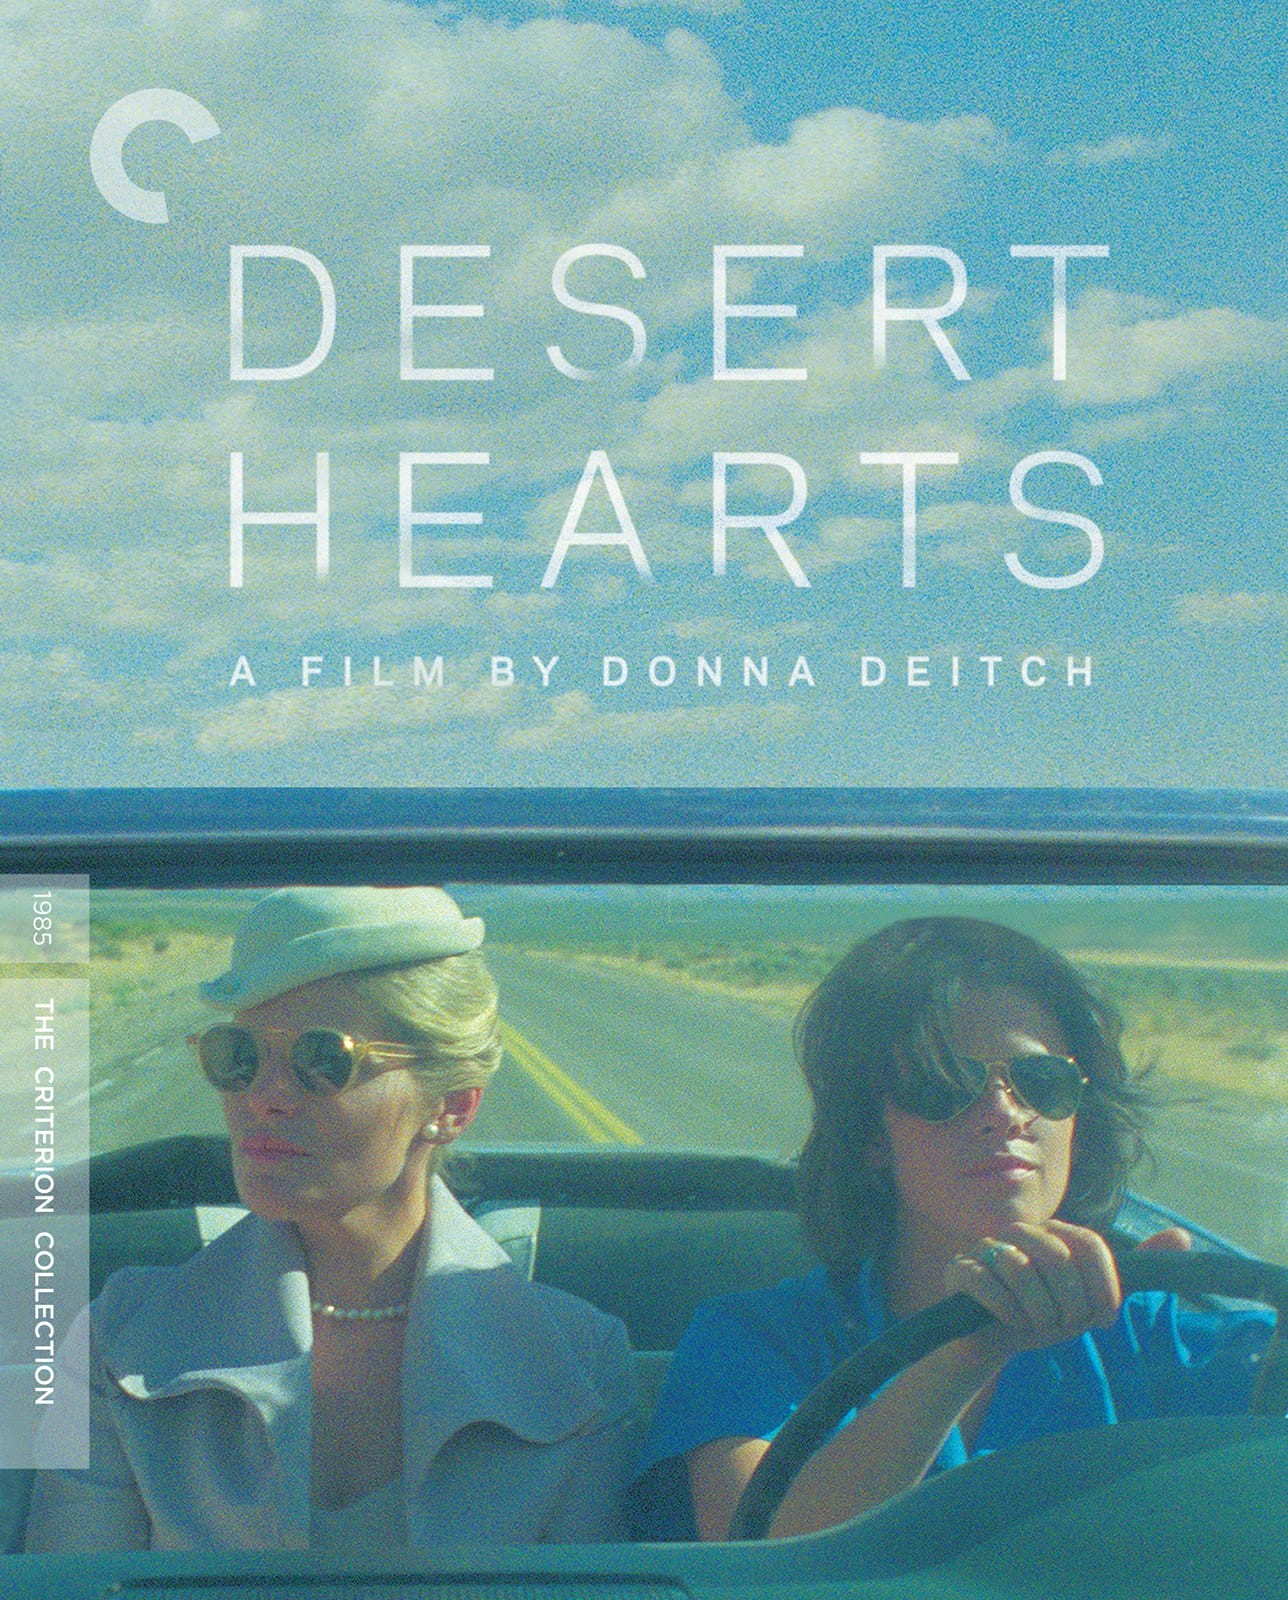 DESERT
HEARTS
A FILM BY DONNA DEITCH
1985
THE CRITERION COLLECTION